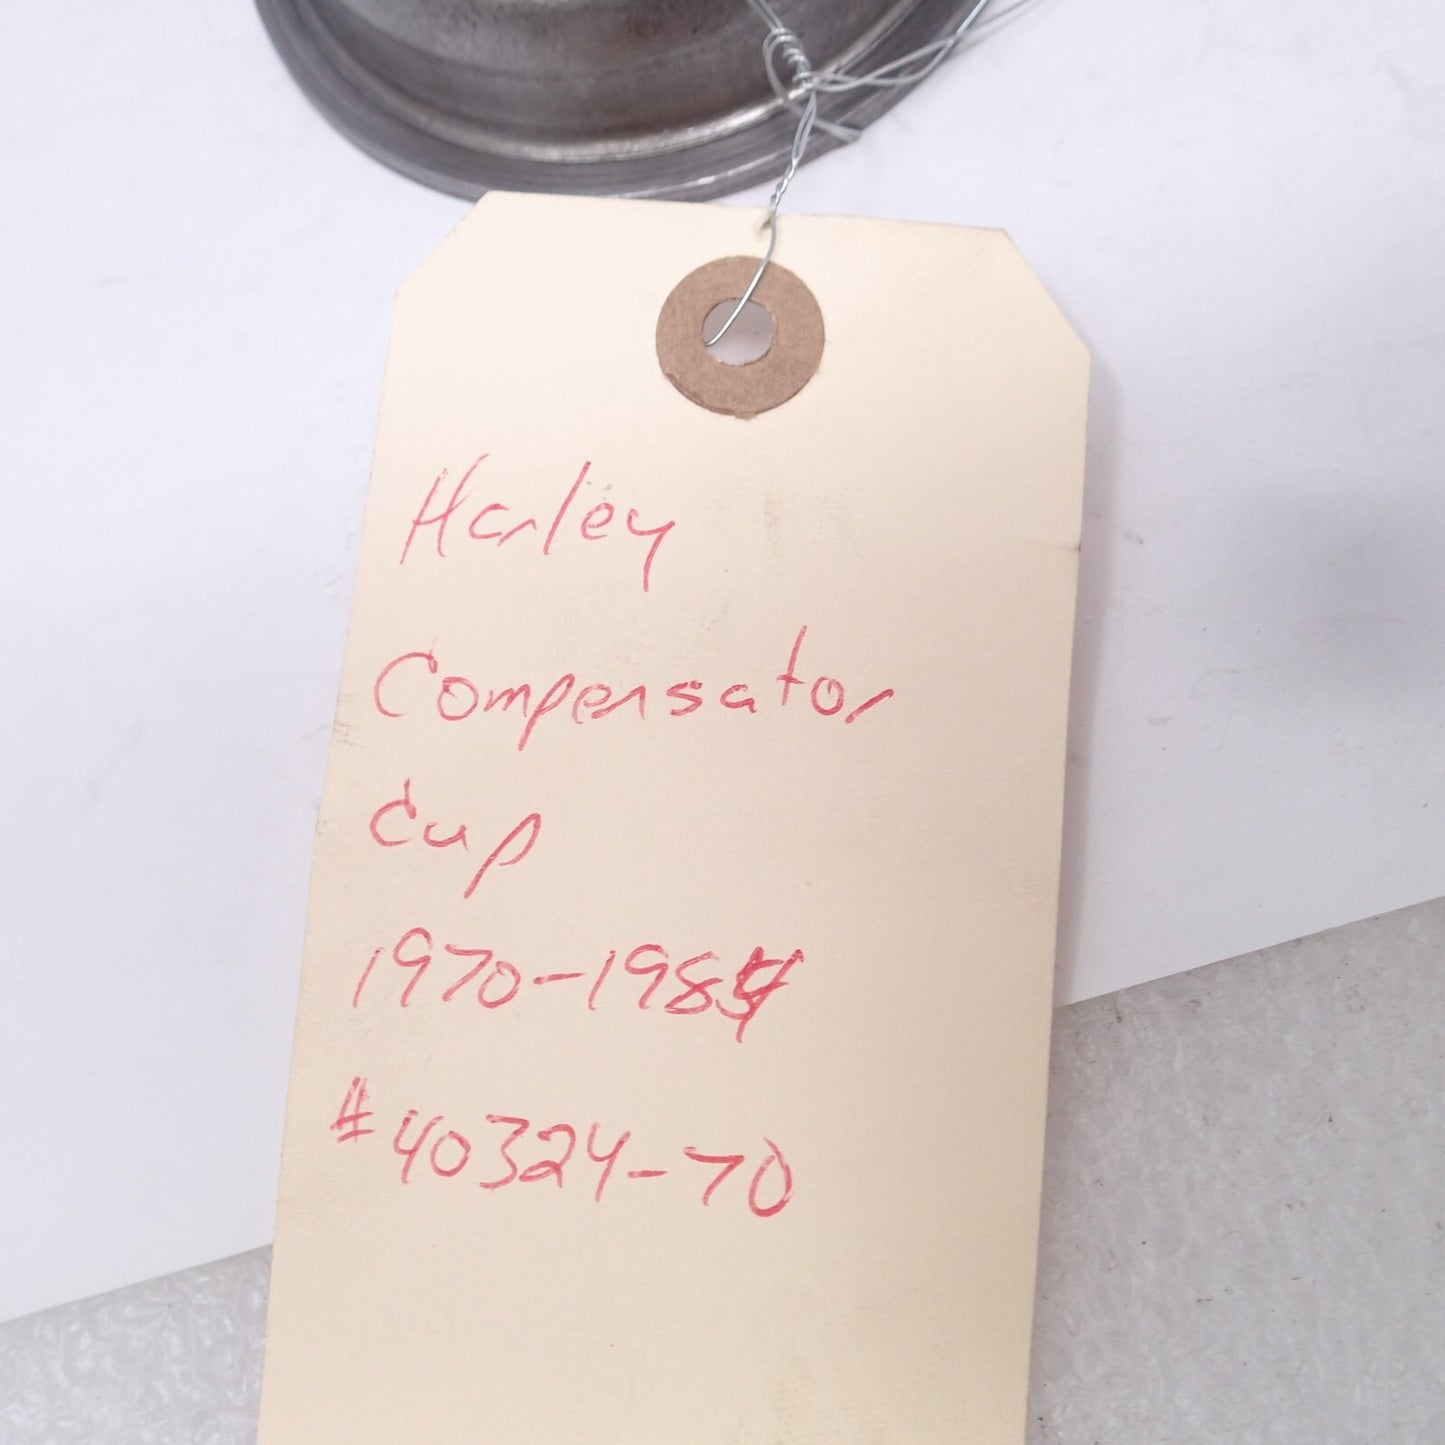 Harley
Compensator
Cup
1970-1984
#40324-70